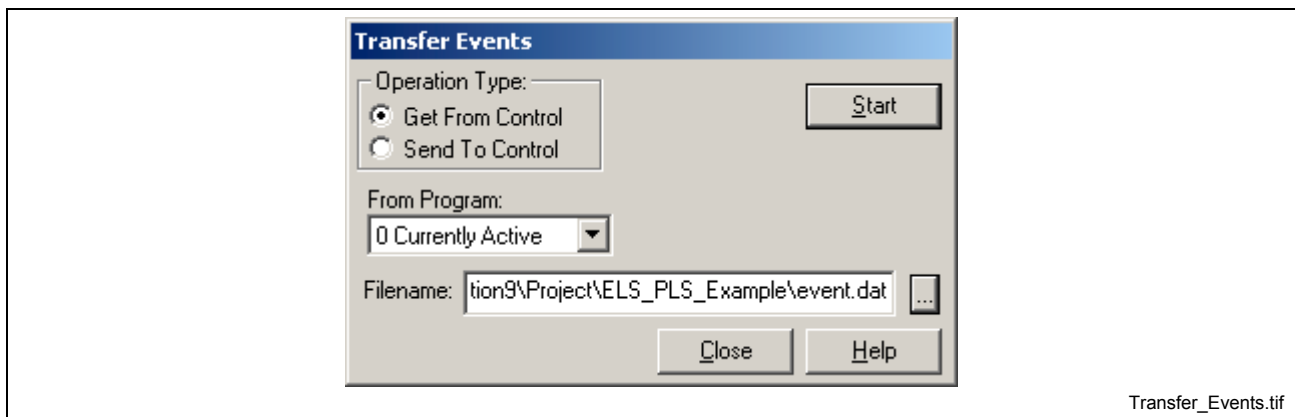 Transfer Events
Operation Type:
Get From Control
Start
Send To Control
From Program:
0 Currently Active
Filename: tion9\Project\ELS_PLS_Example\event.dat ...
Close Help
Transfer_Events.tif